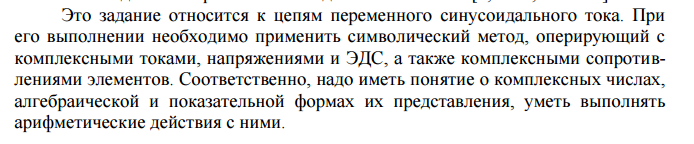 Это задание относится к цепям переменного синусоидального тока. При
его выполнении необходимо применить символический метод, оперирующий с
комплексными токами, напряжениями и ЭДС, а также комплексными сопротив-
лениями элементов. Соответственно, надо иметь понятие о комплексных числах,
алгебраической и показательной формах их представления, уметь выполнять
арифметические действия с ними.